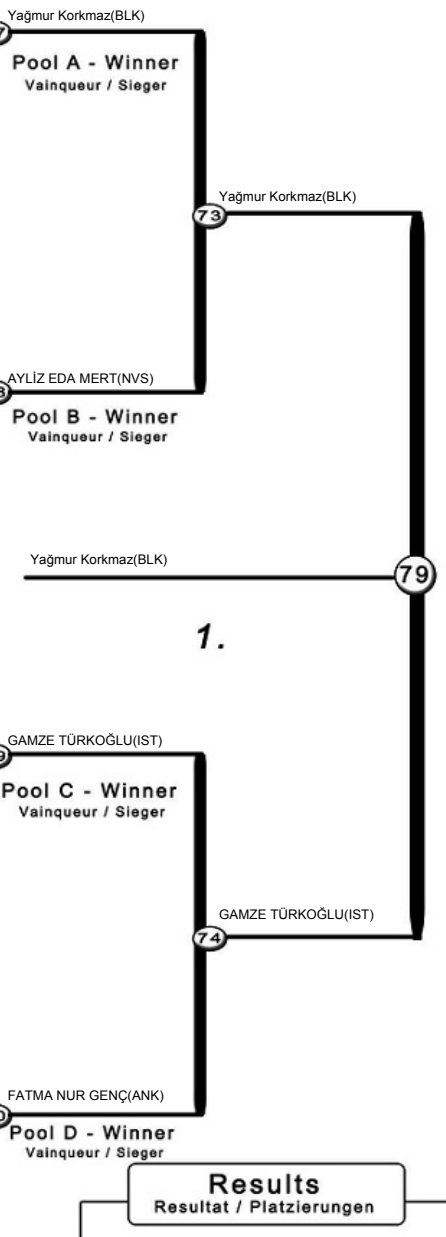 Yağmur Korkmaz(BLK)
7
Pool A - Winner
Vainqueur / Sieger
73
Yağmur Korkmaz(BLK)
AYLİZ EDA MERT(NVS)
Pool B - Winner
Vainqueur / Sieger
Yağmur Korkmaz(BLK)
79
1.
GAMZE TÜRKOĞLU(IST)
Pool C - Winner
Vainqueur / Sieger
GAMZE TÜRKOĞLU(IST)
74
FATMA NUR GENÇ(ANK)
Pool D - Winner
Vainqueur / Sieger
Results
Resultat / Platzierungen